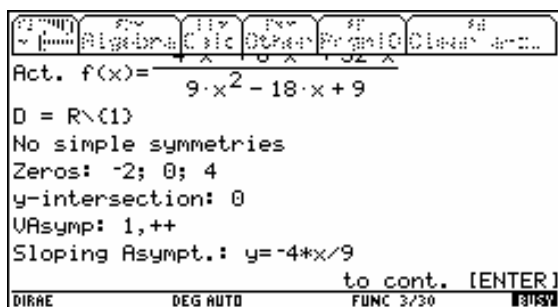 Algebra Calc Other PrgmIO Clean
Act. f(x)=
9·x² - 18·x + 9
D = R\{1}
No simple symmetries
Zeros: -2; 0; 4
y-intersection: 0
VAsymp: 1,++
Sloping Asympt.: y=-4*x/9
to cont. [ENTER]
DIRAE DEG AUTO FUNC 3/30 BUSY